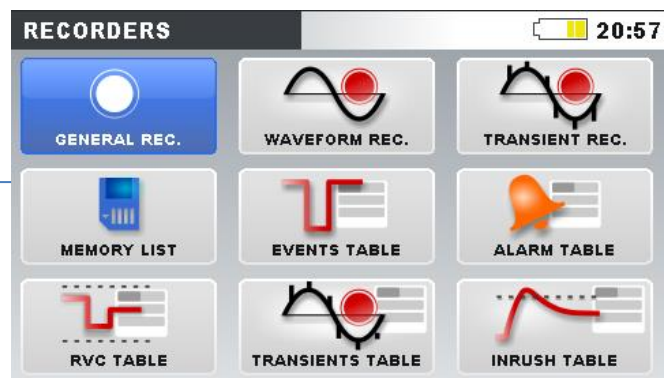 RECORDERS 20:57
GENERAL REC. WAVEFORM REC. TRANSIENT REC.
MEMORY LIST EVENTS TABLE ALARM TABLE
RVC TABLE TRANSIENTS TABLE INRUSH TABLE